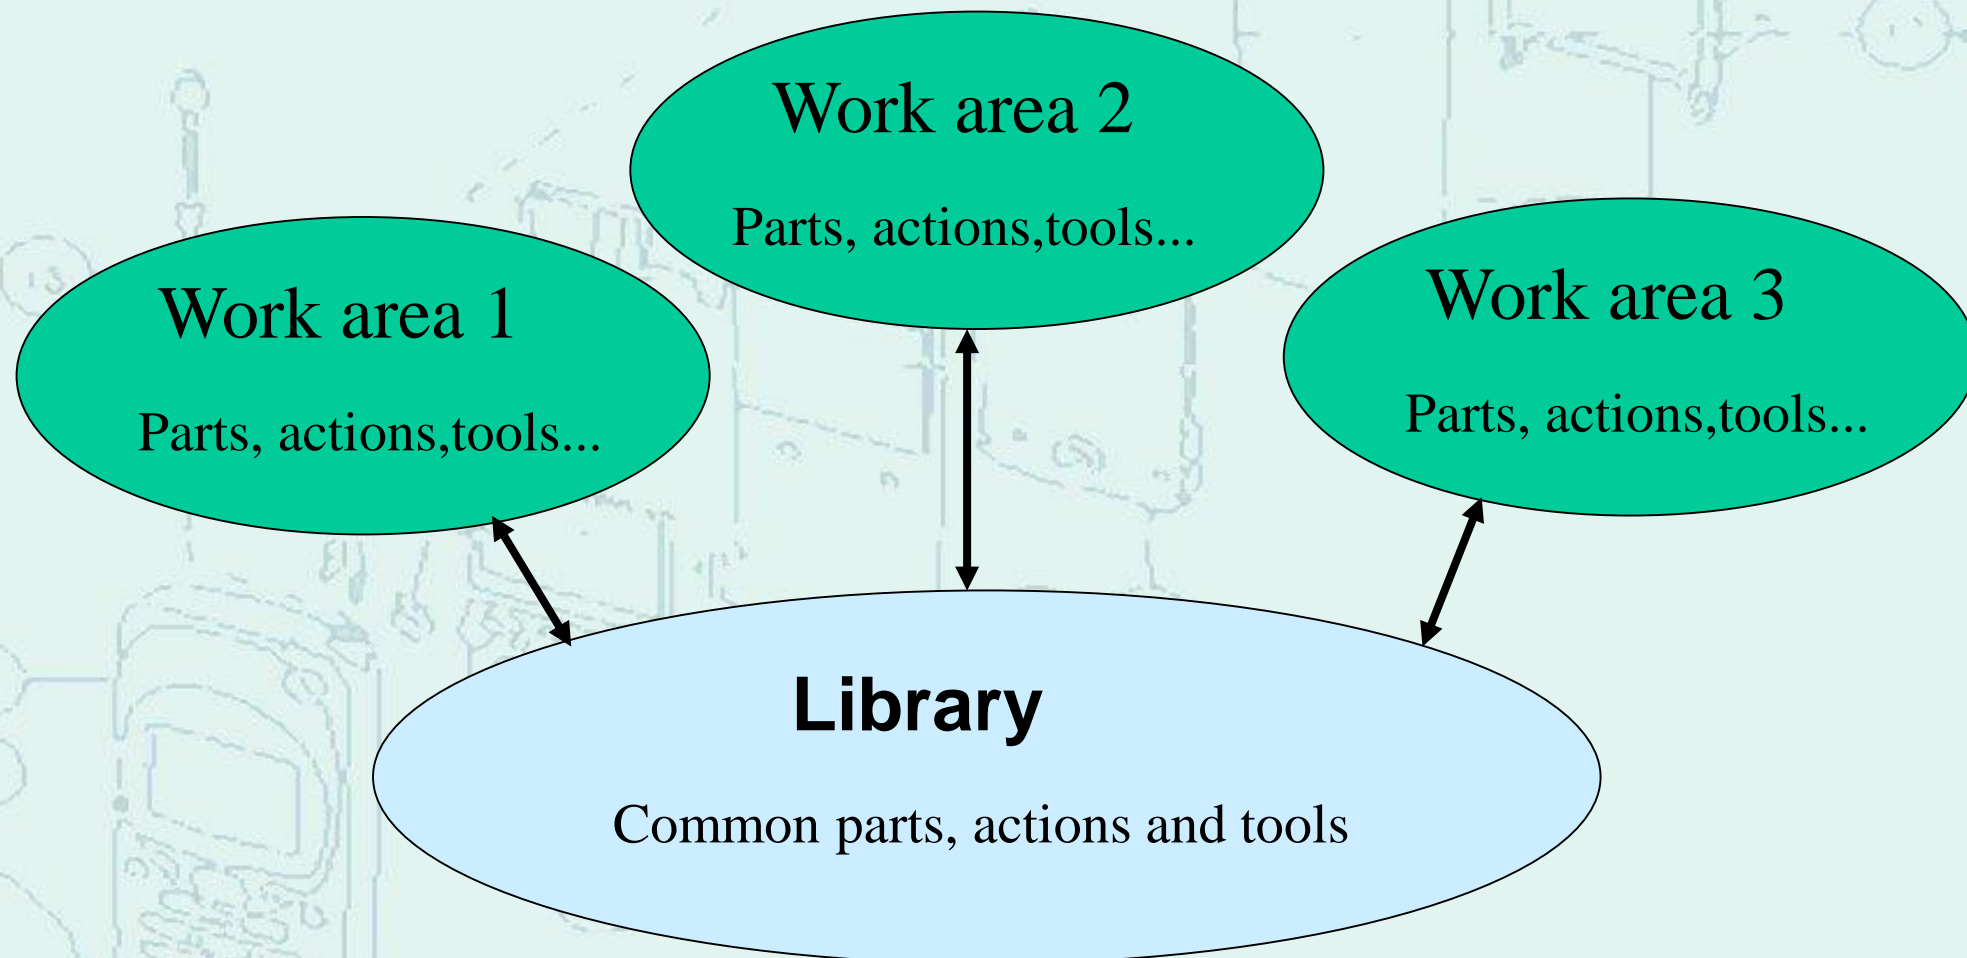 Work area 2
Parts, actions,tools...
Work area 1
Parts, actions,tools...
Work area 3
Parts, actions,tools...
Library
Common parts, actions and tools